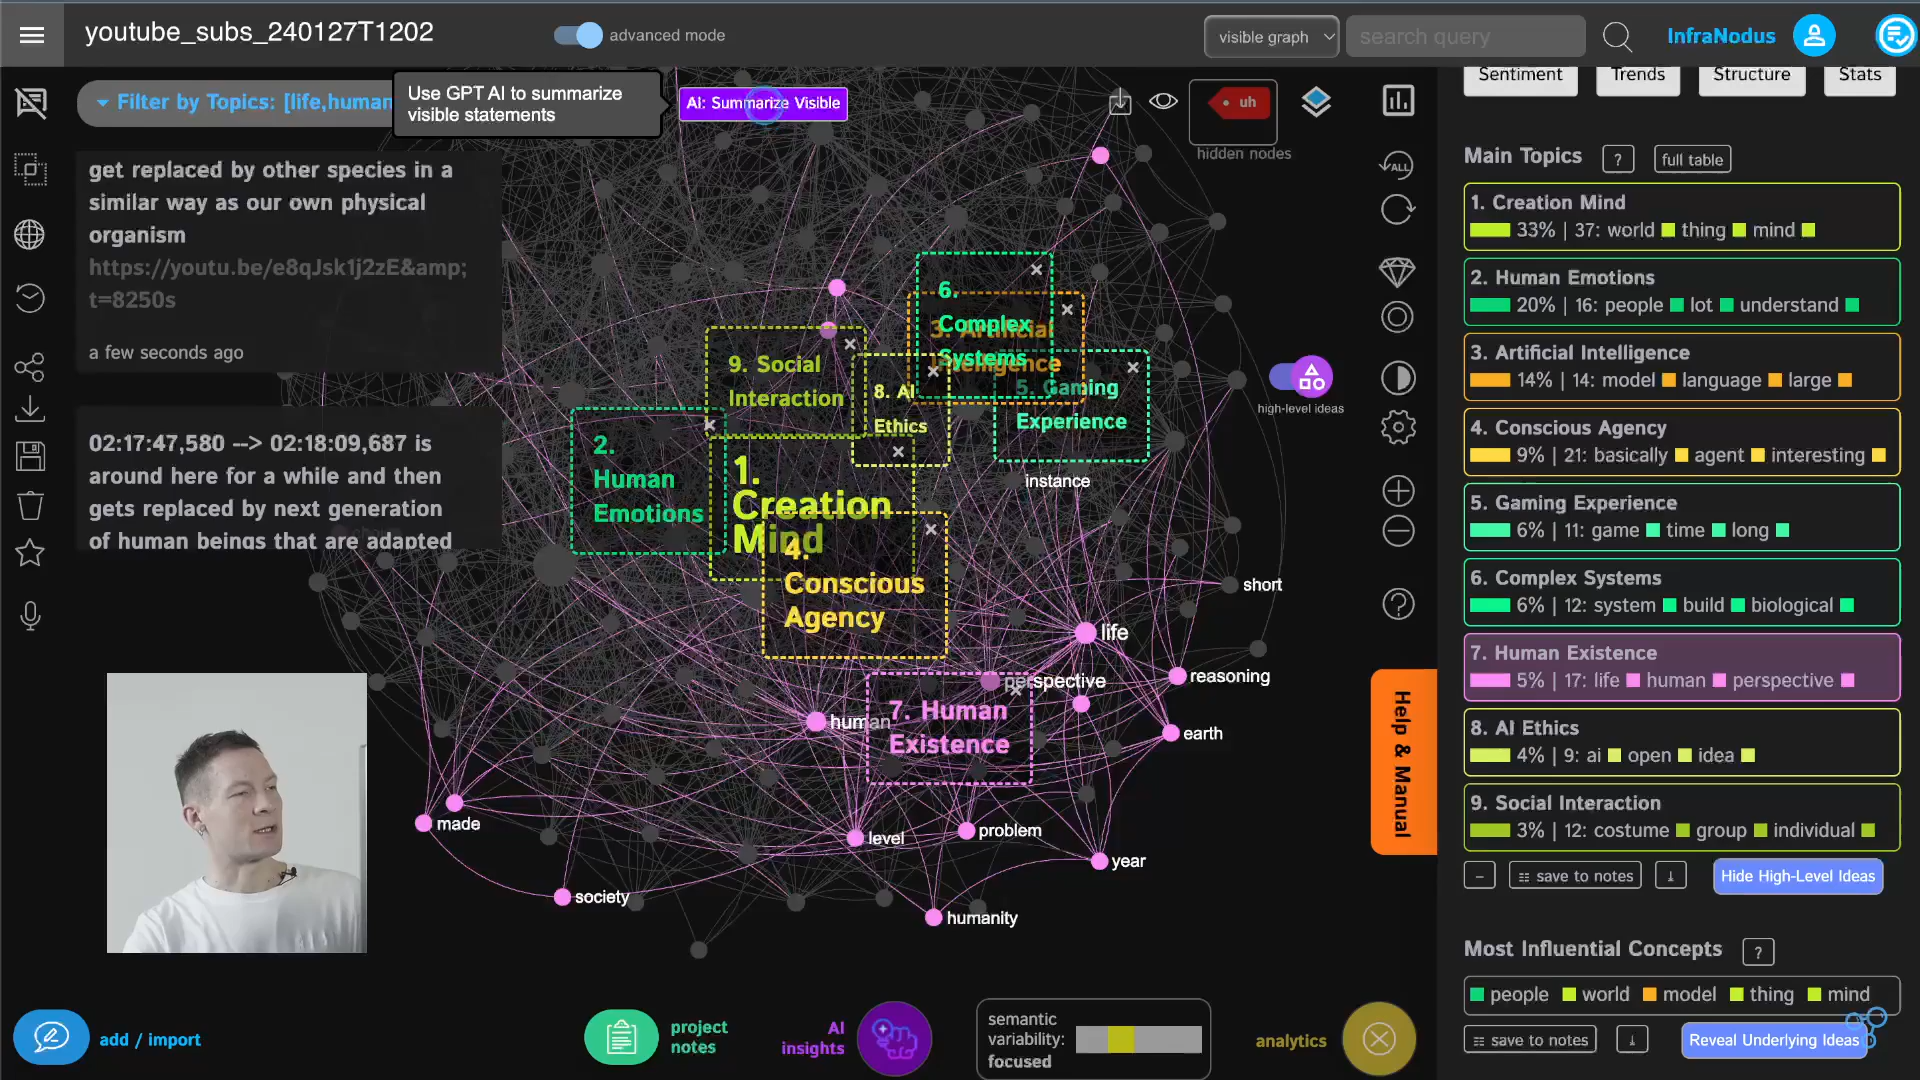 youtube_subs_240127T1202
advanced mode
visible graph
search query
InfraNodus
Filter by Topics: [life,human
Use GPT AI to summarize
visible statements
AI: Summarize Visible
uh
hidden nodes
ALL
get replaced by other species in a
similar way as our own physical
organism
https://youtu.be/e8qJsk1j2zE&amp;
t=8250s
a few seconds ago
02:17:47,580 --> 02:18:09,687 is
around here for a while and then
gets replaced by next generation
of human beings that are adapted
6.
Complex
Systems
3. Artificial
Intelligence
9. Social
Interaction
8. AI
Ethics
5. Gaming
Experience
2.
Human
Emotions
1.
Creation
Mind
4.
Conscious
Agency
7. Human
Existence
instance
short
life
perspective
reasoning
human
earth
made
level
problem
year
society
humanity
high-level ideas
Help & Manual
Sentiment
Trends
Structure
Stats
Main Topics
?
full table
1. Creation Mind
33% | 37: world thing mind
2. Human Emotions
20% | 16: people lot understand
3. Artificial Intelligence
14% | 14: model language large
4. Conscious Agency
9% | 21: basically agent interesting
5. Gaming Experience
6% | 11: game time long
6. Complex Systems
6% | 12: system build biological
7. Human Existence
5% | 17: life human perspective
8. AI Ethics
4% | 9: ai open idea
9. Social Interaction
3% | 12: costume group individual
save to notes
Hide High-Level Ideas
Most Influential Concepts
?
people world model thing mind
save to notes
Reveal Underlying Ideas
add / import
project
notes
AI
insights
semantic
variability:
focused
analytics